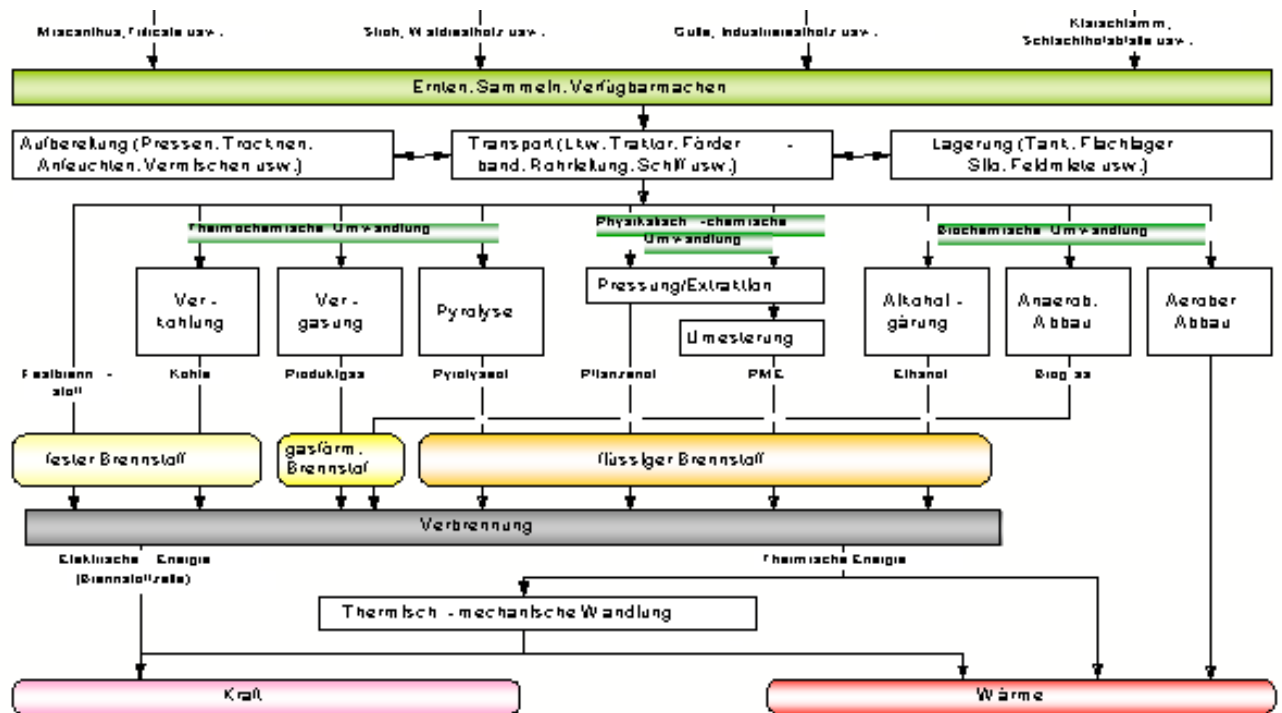 Miscanthus, Triticale usw.
Stroh, Waldrestholz usw.
Gülle, Industrierestholz usw.
Klärschlamm,
Schlachthofabfälle usw.
Ernten, Sammeln, Verfügbarmachen
Aufbereitung (Pressen, Trocknen,
Anfeuchten, Vermischen usw.)
Transport (Lkw, Traktor, Förder -
band, Rohrleitung, Schiff usw.)
Lagerung (Tank, Flachlager
Silo, Feldmiete usw.)
Thermochemische Umwandlung
Physikalisch -chemische
Umwandlung
Biochemische Umwandlung
Ver -
kohlung
Ver -
gasung
Pyrolyse
Pressung/Extraktion
Umesterung
Alkohol -
gärung
Anaerob.
Abbau
Aerober
Abbau
Festbrenn -
stoff
Kohle
Produktgas
Pyrolyseöl
Pflanzenöl
PME
Ethanol
Biogas
fester Brennstoff
gasförm.
Brennstof
flüssiger Brennstoff
Verbrennung
Elektrische Energie
(Brennstoffzelle)
Thermische Energie
Thermisch -mechanische Wandlung
Kraft
Wärme